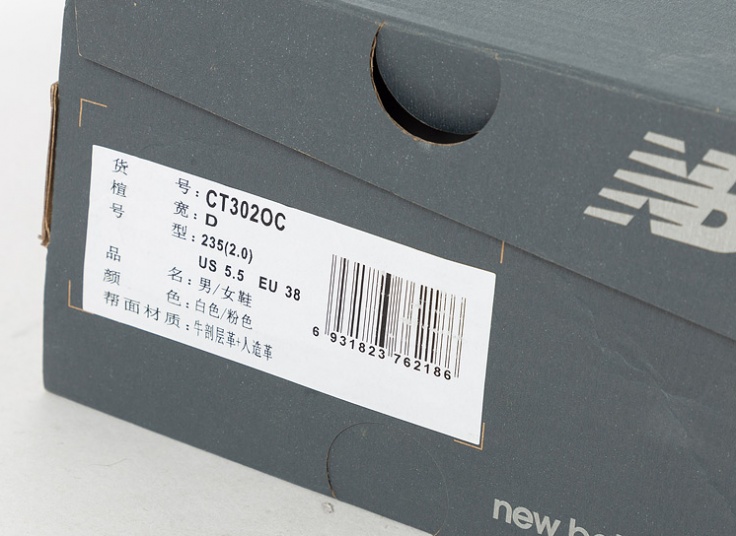 货 号: CT302OC
楦 宽: D
号 型: 235(2.0)
US 5.5 EU 38
品 名: 男/女鞋
颜 色: 白色/粉色
帮面材质: 牛剖层革+人造革
6 931823 762186
NB
new ba